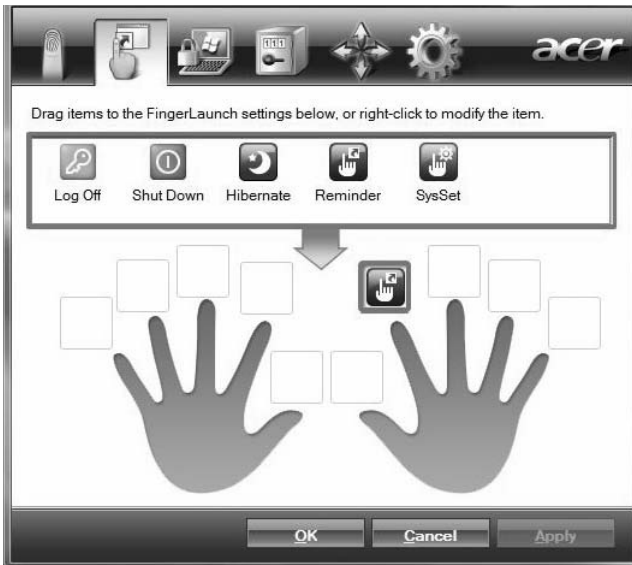 111
acer
Drag items to the FingerLaunch settings below, or right-click to modify the item.
Log Off Shut Down Hibernate Reminder SysSet
OK Cancel Apply